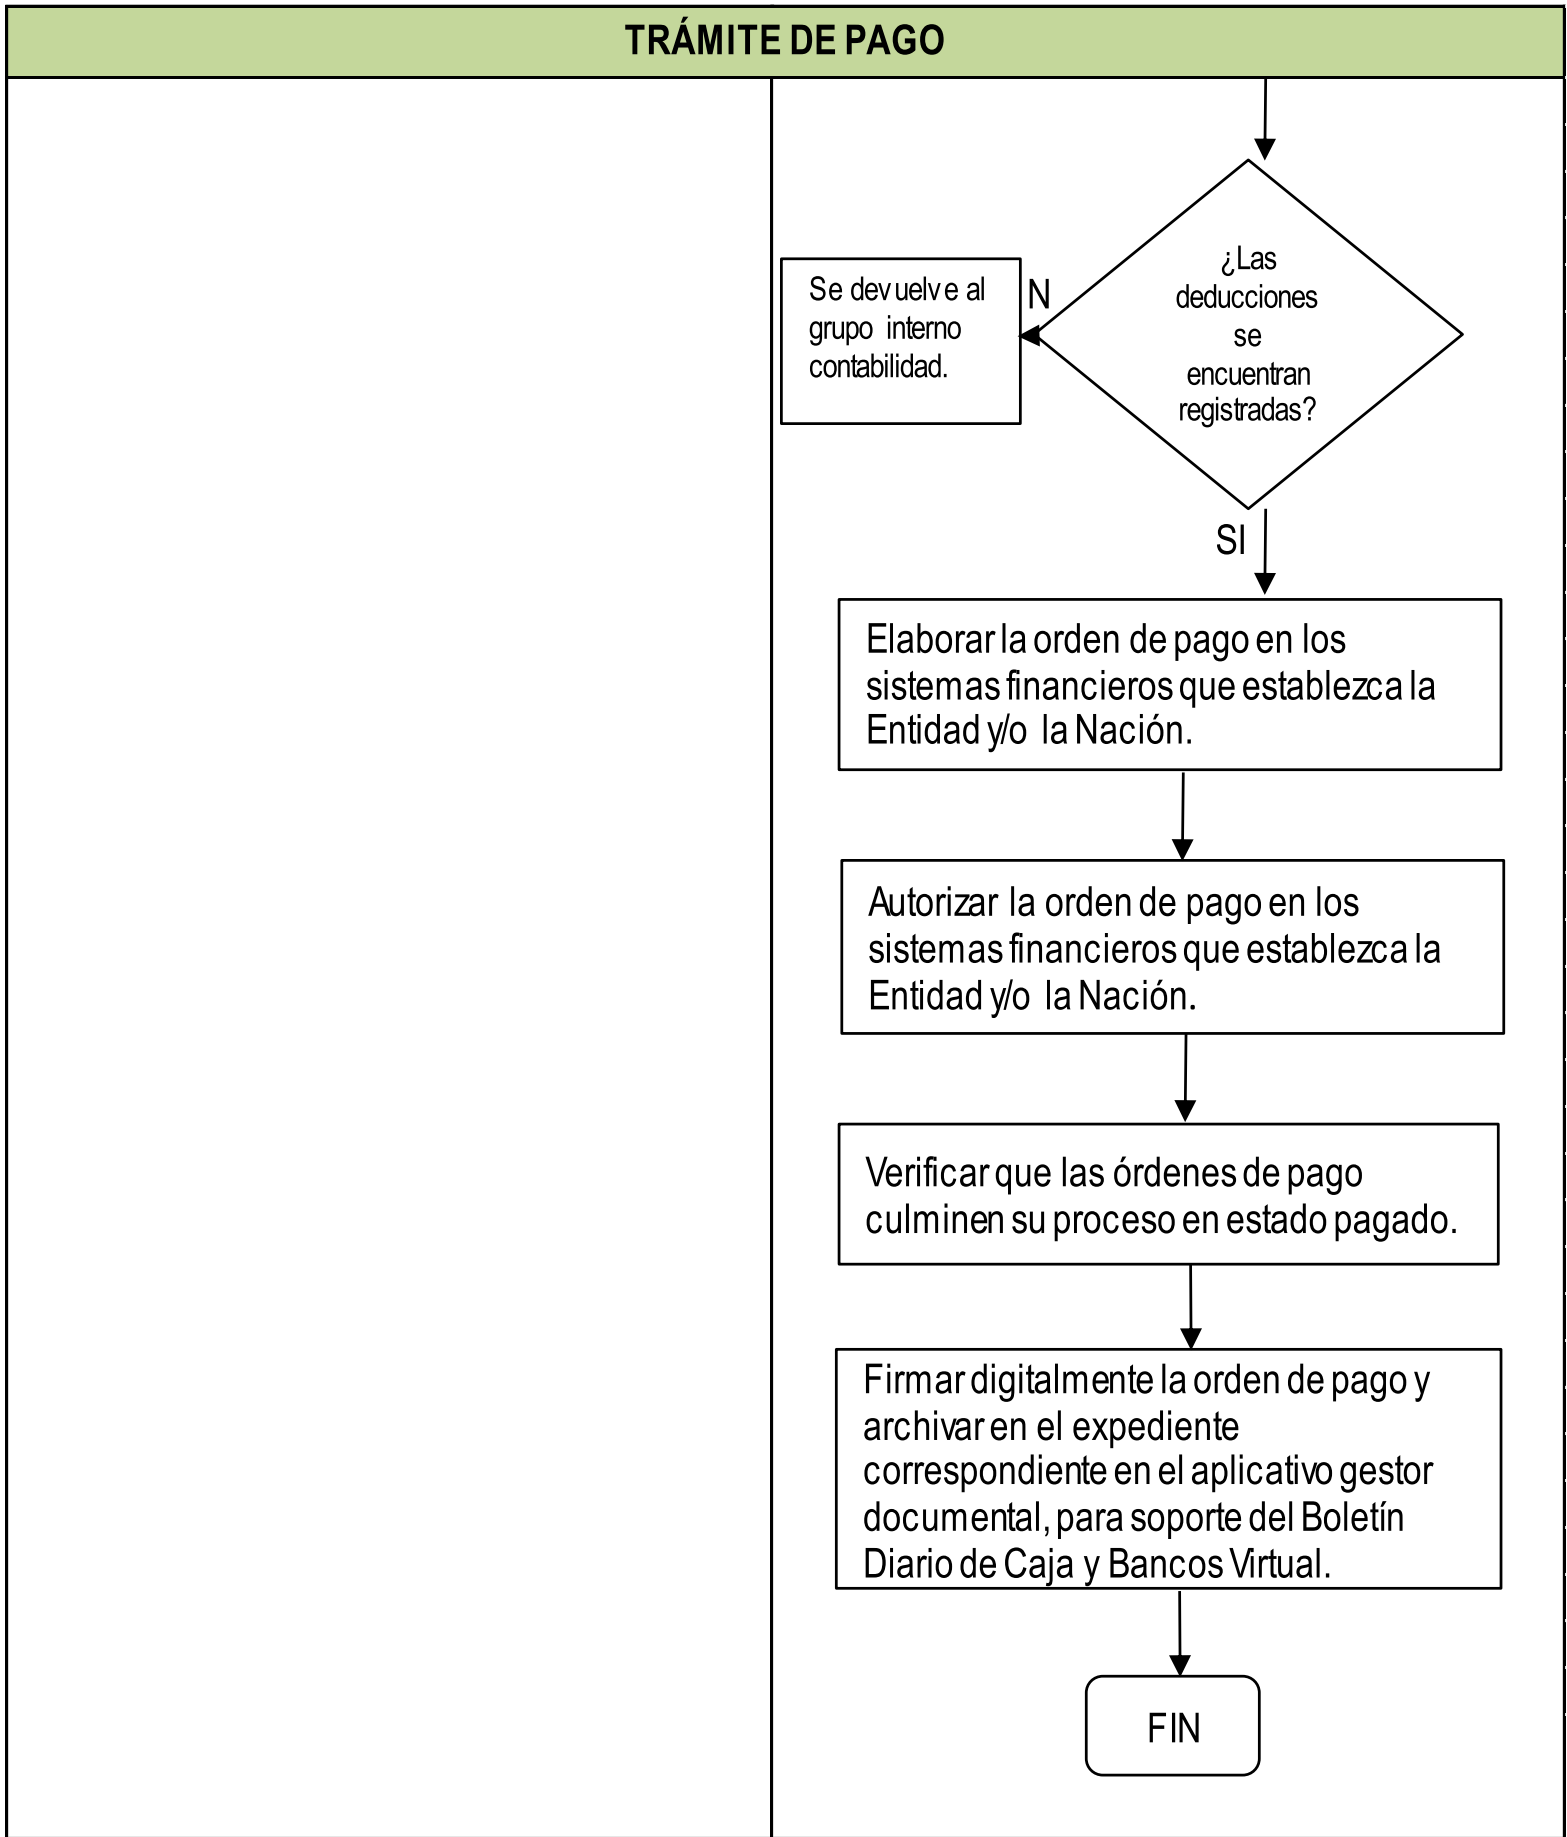 TRÁMITE DE PAGO
¿Las
deducciones
se
encuentran
registradas?
N
Se devuelve al
grupo interno
contabilidad.
SI
Elaborar la orden de pago en los
sistemas financieros que establezca la
Entidad y/o la Nación.
Autorizar la orden de pago en los
sistemas financieros que establezca la
Entidad y/o la Nación.
Verificar que las órdenes de pago
culminen su proceso en estado pagado.
Firmar digitalmente la orden de pago y
archivar en el expediente
correspondiente en el aplicativo gestor
documental, para soporte del Boletín
Diario de Caja y Bancos Virtual.
FIN